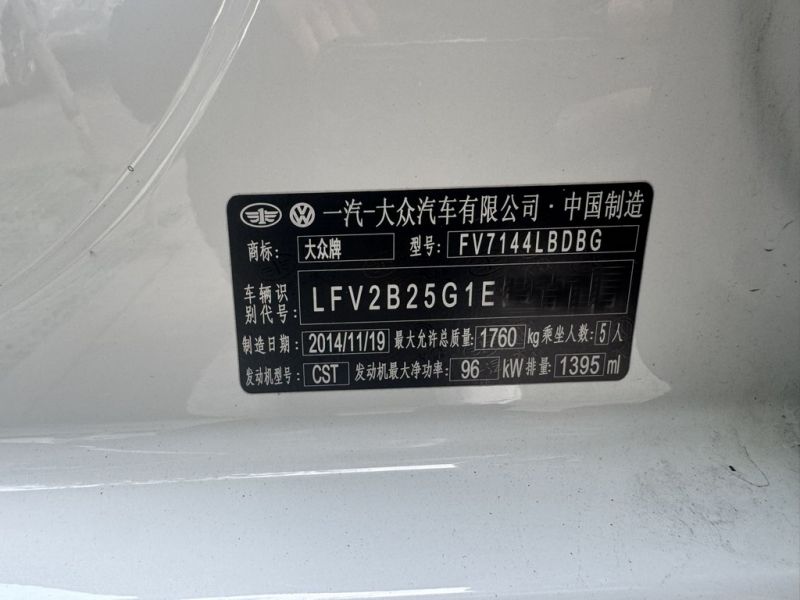 一汽-大众汽车有限公司·中国制造
商标: 大众牌 型号: FV7144LBDBG
车辆识别代号: LFV2B25G1E
制造日期: 2014/11/19 最大允许总质量: 1760 kg 乘坐人数: 5 人
发动机型号: CST 发动机最大净功率: 96 kW 排量: 1395 ml